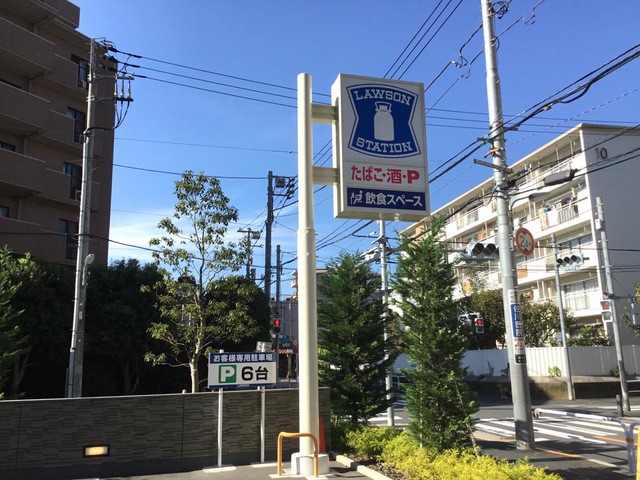 LAWSON
STATION
たばこ・酒・P
飲食スペース
お客様専用駐車場
P 6台
10